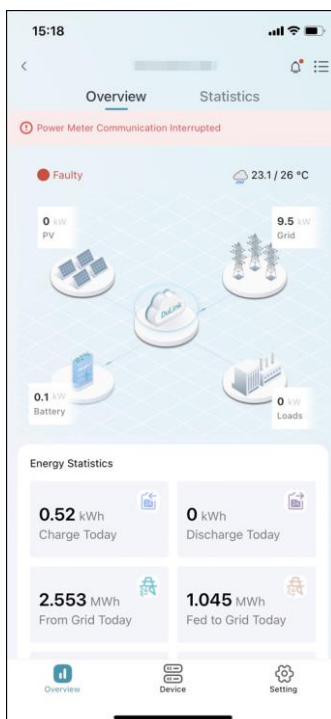 15:18
Overview Statistics
Power Meter Communication Interrupted
Faulty 23.1 / 26 °C
0 kW 9.5 kW
PV Grid
DuLink
0.1 kW 0 kW
Battery Loads
Energy Statistics
0.52 kWh 0 kWh
Charge Today Discharge Today
2.553 MWh 1.045 MWh
From Grid Today Fed to Grid Today
Overview Device Setting